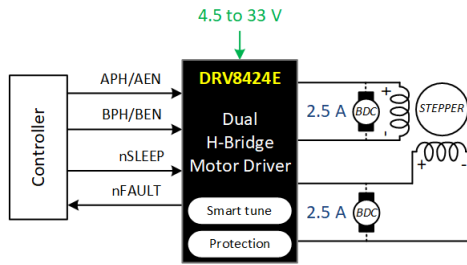 4.5 to 33 V
Controller
APH/AEN
BPH/BEN
nSLEEP
nFAULT
DRV8424E
Dual
H-Bridge
Motor Driver
Smart tune
Protection
2.5 A
BDC
+
-
STEPPER
+
-
2.5 A
BDC